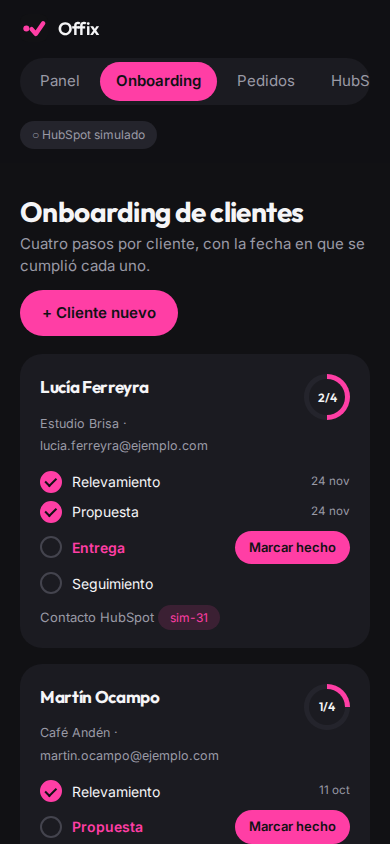 Offix
Panel Onboarding Pedidos HubS
○ HubSpot simulado
Onboarding de clientes
Cuatro pasos por cliente, con la fecha en que se
cumplió cada uno.
+ Cliente nuevo
Lucía Ferreyra
2/4
Estudio Brisa ·
lucia.ferreyra@ejemplo.com
Relevamiento 24 nov
Propuesta 24 nov
Entrega Marcar hecho
Seguimiento
Contacto HubSpot sim-31
Martín Ocampo
1/4
Café Andén ·
martin.ocampo@ejemplo.com
Relevamiento 11 oct
Propuesta Marcar hecho